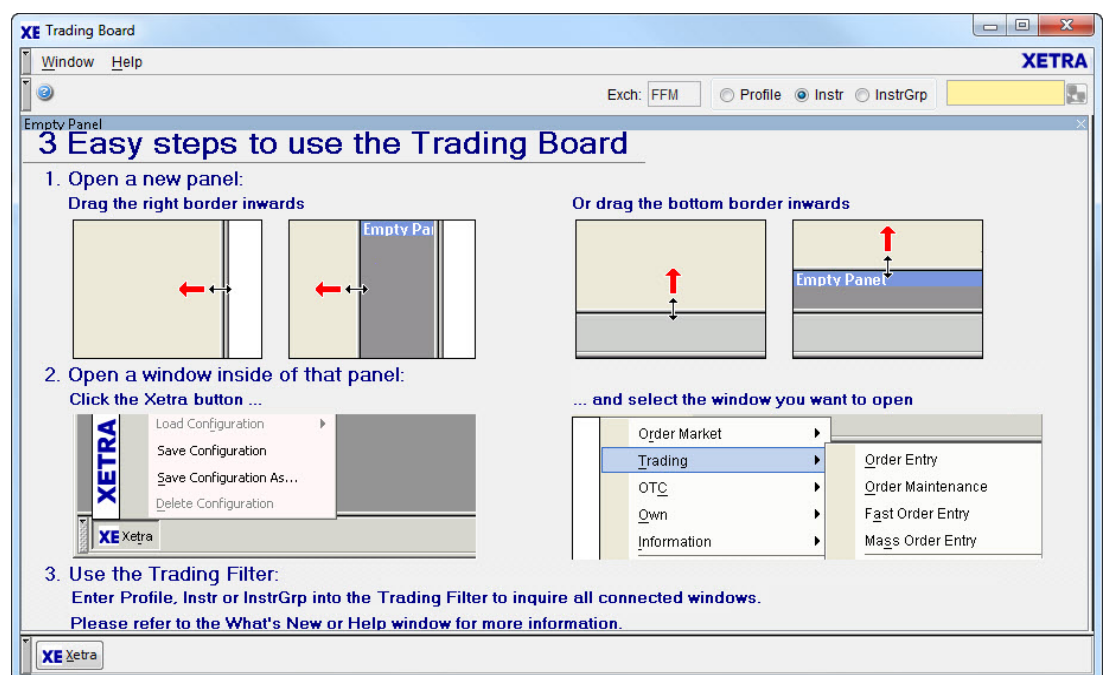 XE Trading Board
Window Help XETRA
Exch: FFM Profile Instr InstrGrp
Empty Panel
3 Easy steps to use the Trading Board
1. Open a new panel:
Drag the right border inwards Or drag the bottom border inwards
Empty Pa
Empty Panel
2. Open a window inside of that panel:
Click the Xetra button ... ... and select the window you want to open
XETRA
Load Configuration
Save Configuration
Save Configuration As...
Delete Configuration
XE Xetra
Order Market
Trading
OTC
Own
Information
Order Entry
Order Maintenance
Fast Order Entry
Mass Order Entry
3. Use the Trading Filter:
Enter Profile, Instr or InstrGrp into the Trading Filter to inquire all connected windows.
Please refer to the What's New or Help window for more information.
XE Xetra